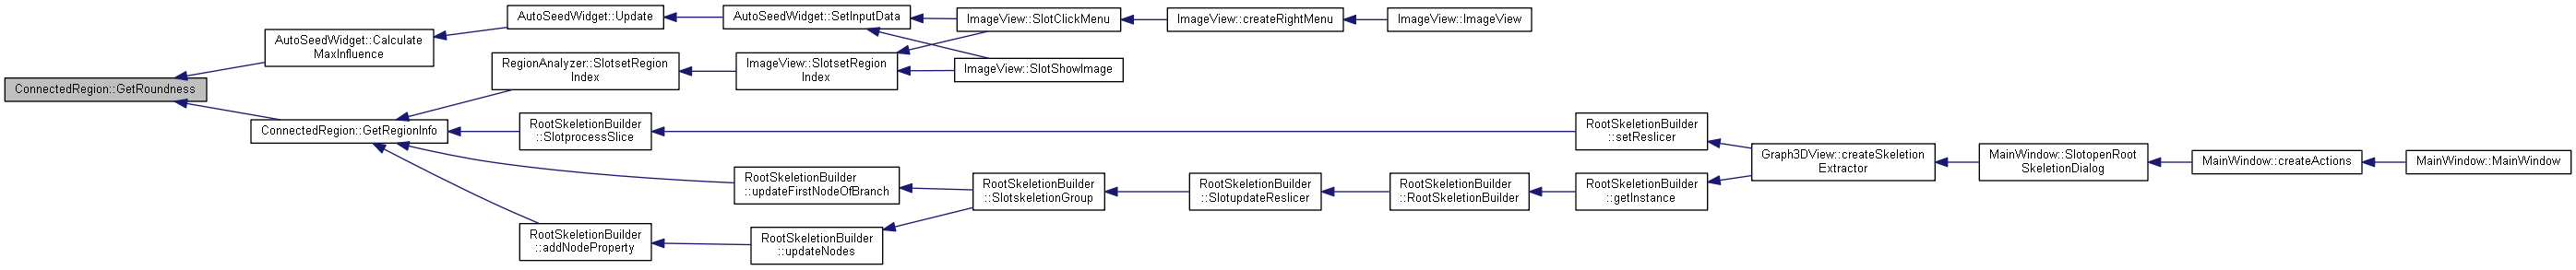 ConnectedRegion::GetRoundness
AutoSeedWidget::Calculate
MaxInfluence
AutoSeedWidget::Update
AutoSeedWidget::SetInputData
ImageView::SlotClickMenu
ImageView::createRightMenu
ImageView::ImageView
ImageView::SlotShowImage
ConnectedRegion::GetRegionInfo
RegionAnalyzer::SlotsetRegion
Index
ImageView::SlotsetRegion
Index
RootSkeletionBuilder
::SlotprocessSlice
RootSkeletionBuilder
::setReslicer
Graph3DView::createSkeletion
Extractor
MainWindow::SlotopenRoot
SkeletionDialog
MainWindow::createActions
MainWindow::MainWindow
RootSkeletionBuilder
::updateFirstNodeOfBranch
RootSkeletionBuilder
::SlotskeletionGroup
RootSkeletionBuilder
::SlotupdateReslicer
RootSkeletionBuilder
::RootSkeletionBuilder
RootSkeletionBuilder
::getInstance
RootSkeletionBuilder
::addNodeProperty
RootSkeletionBuilder
::updateNodes